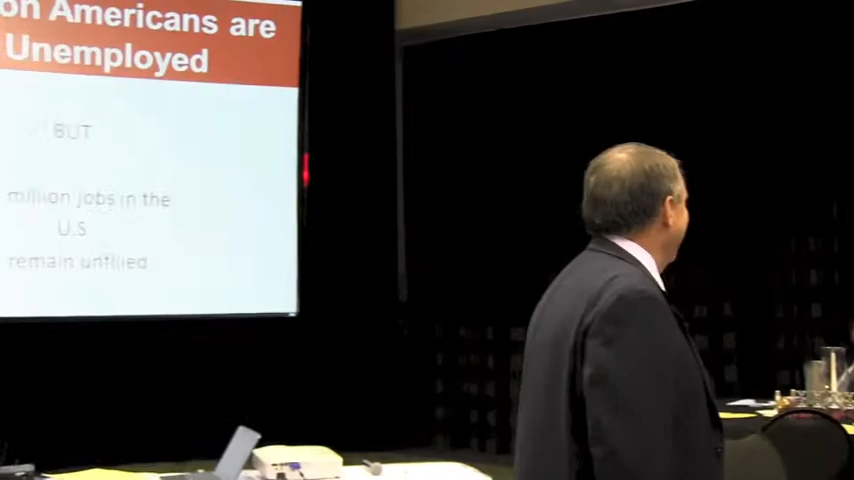 on Americans are
Unemployed
BUT
million jobs in the
U.S
remain unfilled